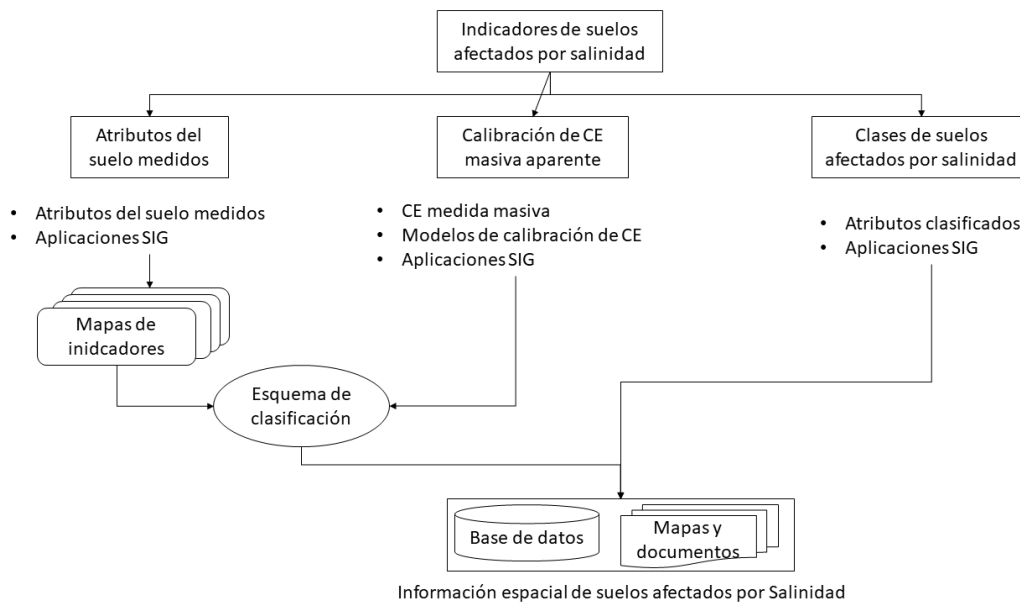 Indicadores de suelos
afectados por salinidad
Atributos del
suelo medidos
Calibración de CE
masiva aparente
Clases de suelos
afectados por salinidad
• Atributos del suelo medidos
• Aplicaciones SIG
• CE medida masiva
• Modelos de calibración de CE
• Aplicaciones SIG
• Atributos clasificados
• Aplicaciones SIG
Mapas de
inidcadores
Esquema de
clasificación
Base de datos
Mapas y
documentos
Información espacial de suelos afectados por Salinidad